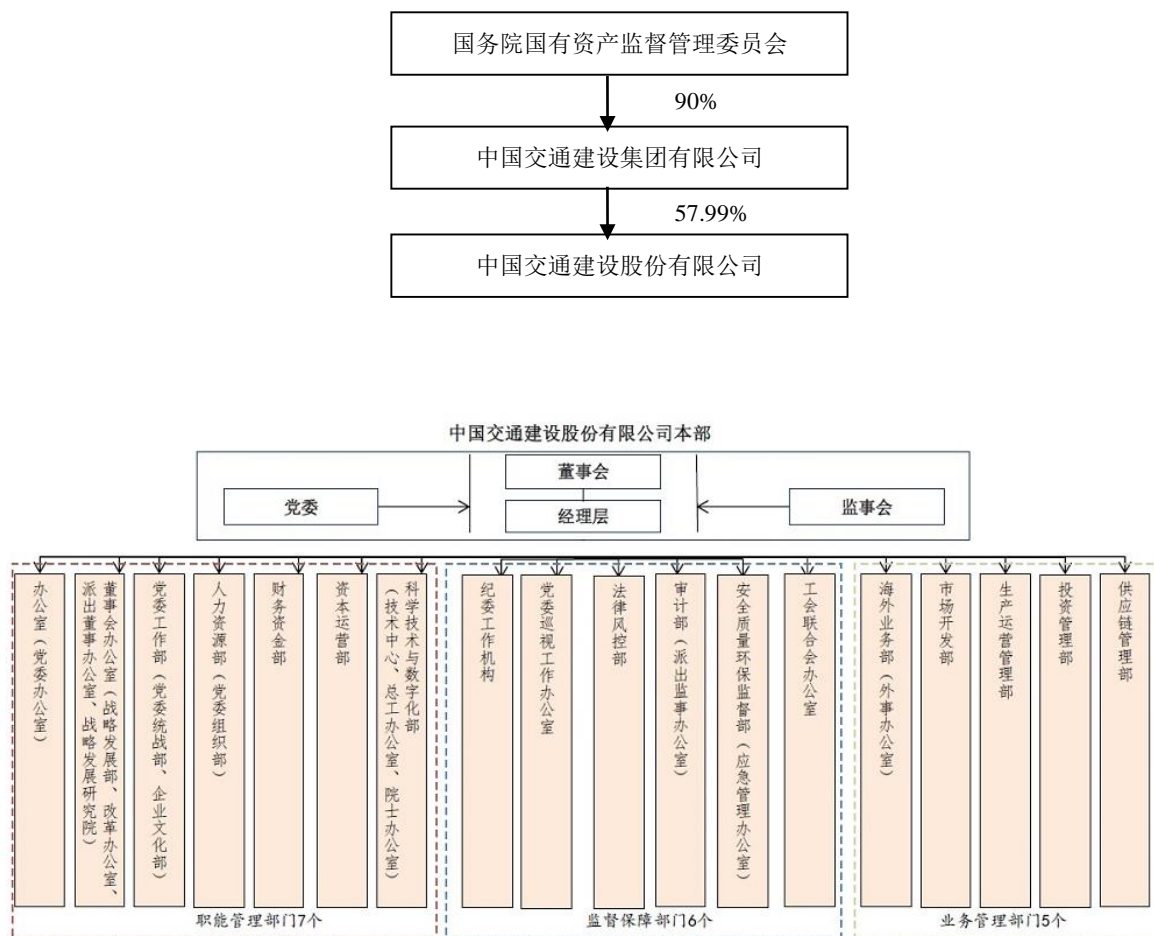 国务院国有资产监督管理委员会
90%
中国交通建设集团有限公司
57.99%
中国交通建设股份有限公司
中国交通建设股份有限公司本部
董事会
党委
经理层
监事会
办公室（党委办公室）
董事会办公室（战略发展部、改革办公室、
派出董事办公室、战略发展研究院）
党委工作部（党委统战部、企业文化部）
人力资源部（党委组织部）
财务资金部
资本运营部
科学技术与数字化部
（技术中心、总工办公室、院士办公室）
纪委工作机构
党委巡视工作办公室
法律风控部
审计部（派出监事办公室）
安全质量环保监督部（应急管理办公室）
工会联合会办公室
海外业务部（外事办公室）
市场开发部
生产运营管理部
投资管理部
供应链管理部
职能管理部门7个
监督保障部门6个
业务管理部门5个